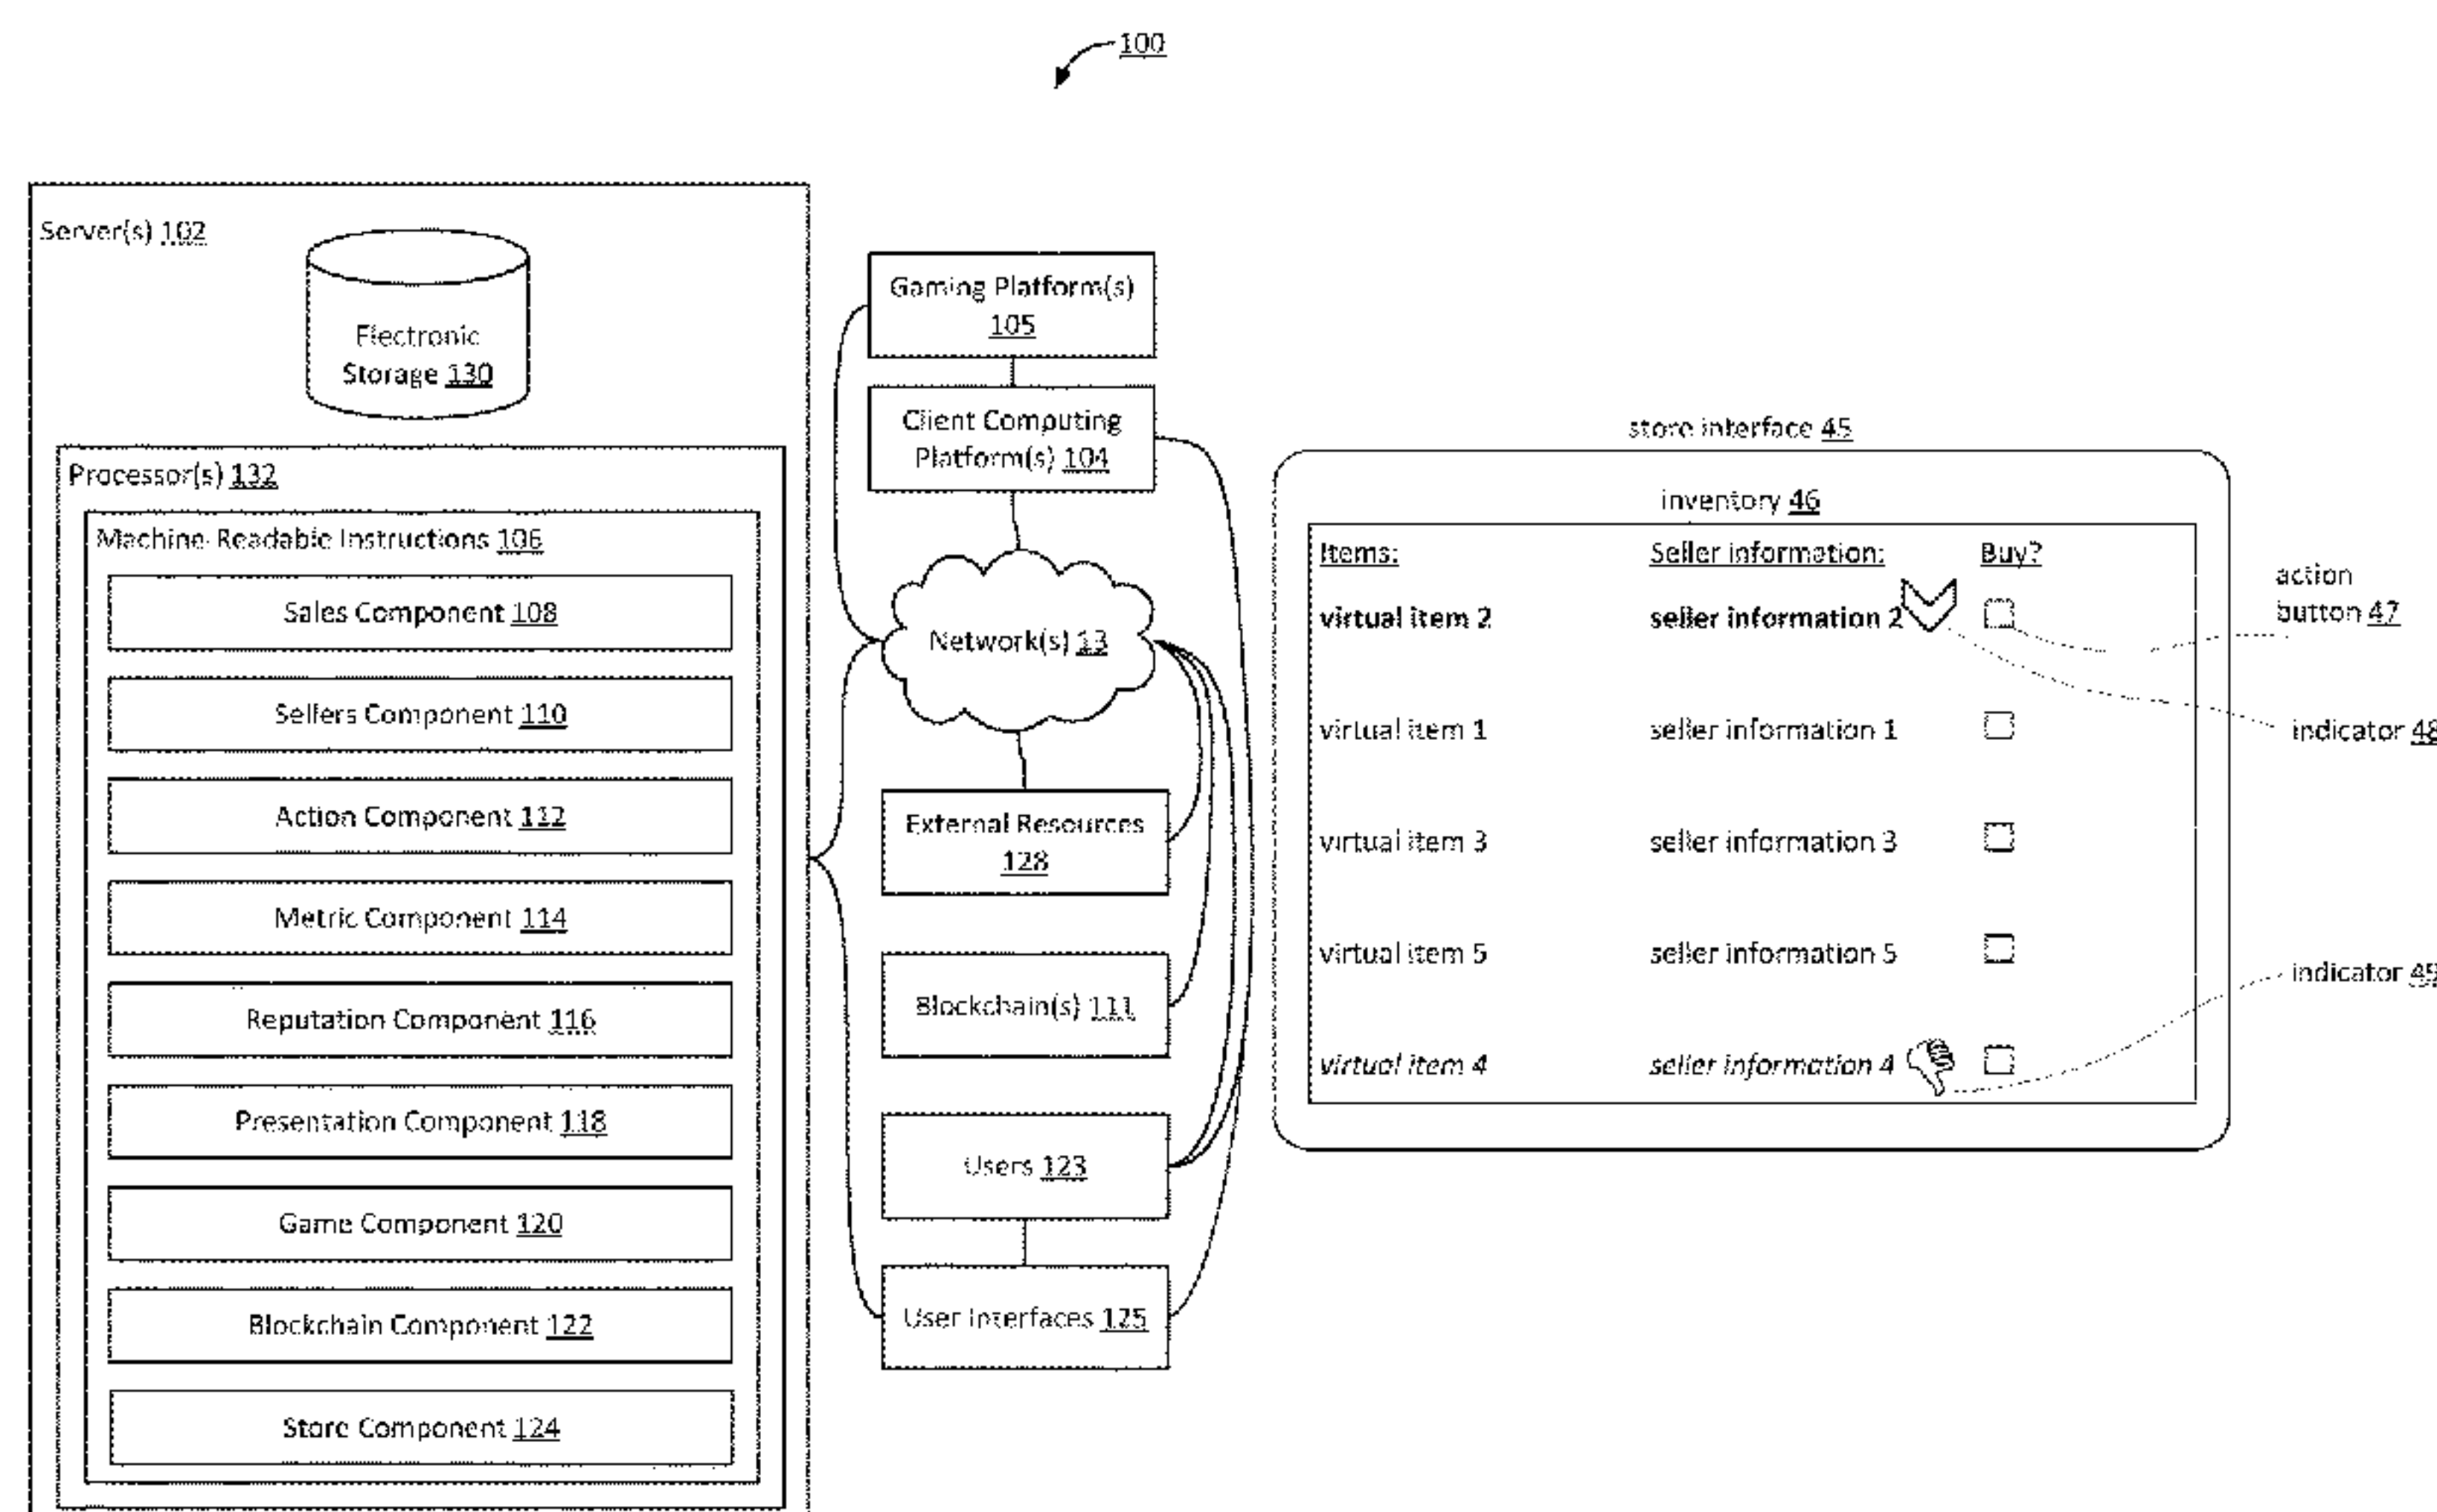 100
Server(s) 102
Electronic
Storage 130
Processor(s) 132
Machine-Readable Instructions 106
Sales Component 108
Sellers Component 110
Action Component 112
Metric Component 114
Reputation Component 116
Presentation Component 118
Game Component 120
Blockchain Component 122
Store Component 124
Gaming Platform(s)
105
Client Computing
Platform(s) 104
Network(s) 13
External Resources
128
Blockchain(s) 111
Users 123
User Interfaces 125
store interface 45
inventory 46
Items: Seller information: Buy?
virtual item 2 seller information 2
virtual item 1 seller information 1
virtual item 3 seller information 3
virtual item 5 seller information 5
virtual item 4 seller information 4
action
button 47
indicator 48
indicator 49